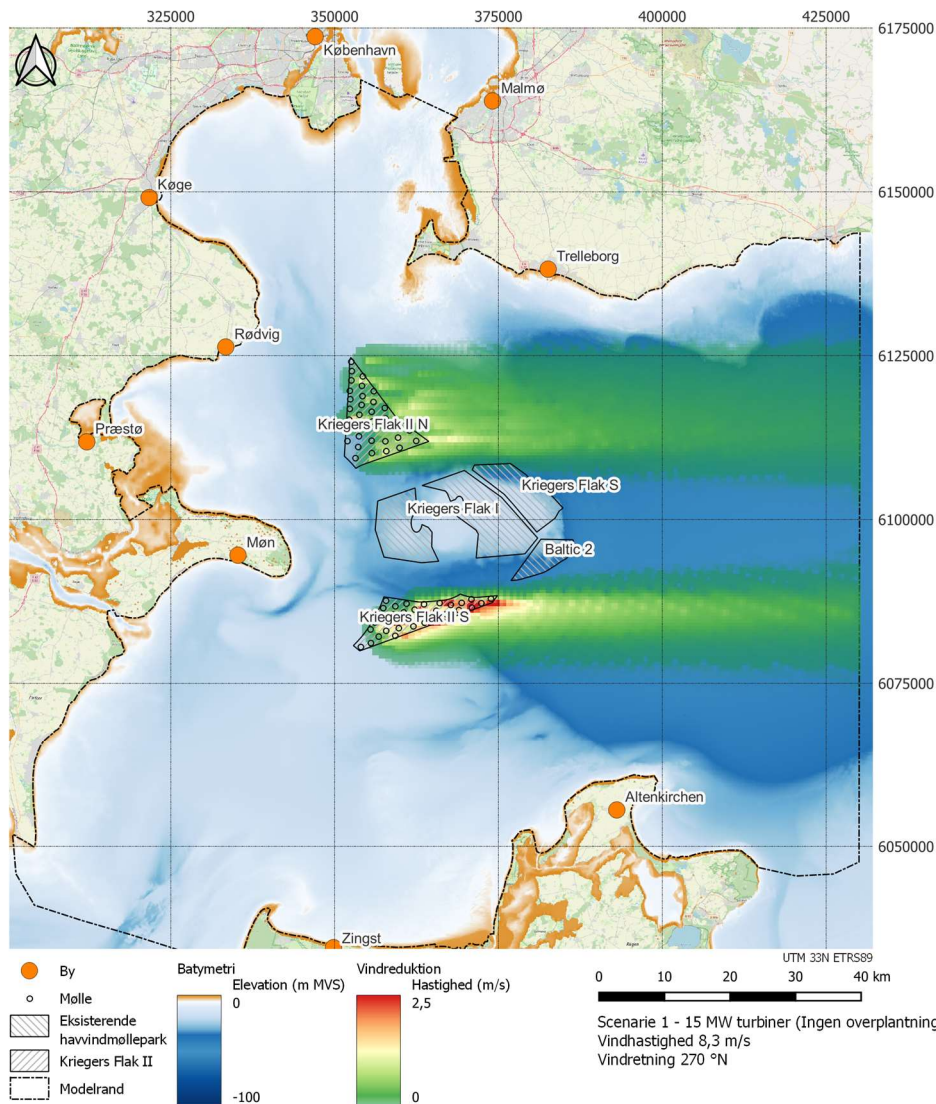 325000 350000 375000 400000 425000
6175000
København
Malmø
Køge
6150000
Trelleborg
Rødvig
6125000
Præstø
Kriegers Flak II N
Kriegers Flak S
Kriegers Flak I
6100000
Baltic 2
Møn
Kriegers Flak II S
6075000
Altenkirchen
6050000
Zingst
UTM 33N ETRS89
By
Mølle
Eksisterende
havvindmøllepark
Kriegers Flak II
Modelrand
Batymetri
Elevation (m MVS)
0
-100
Vindreduktion
Hastighed (m/s)
2,5
0
0 10 20 30 40 km
Scenarie 1 - 15 MW turbiner (Ingen overplantning
Vindhastighed 8,3 m/s
Vindretning 270 °N